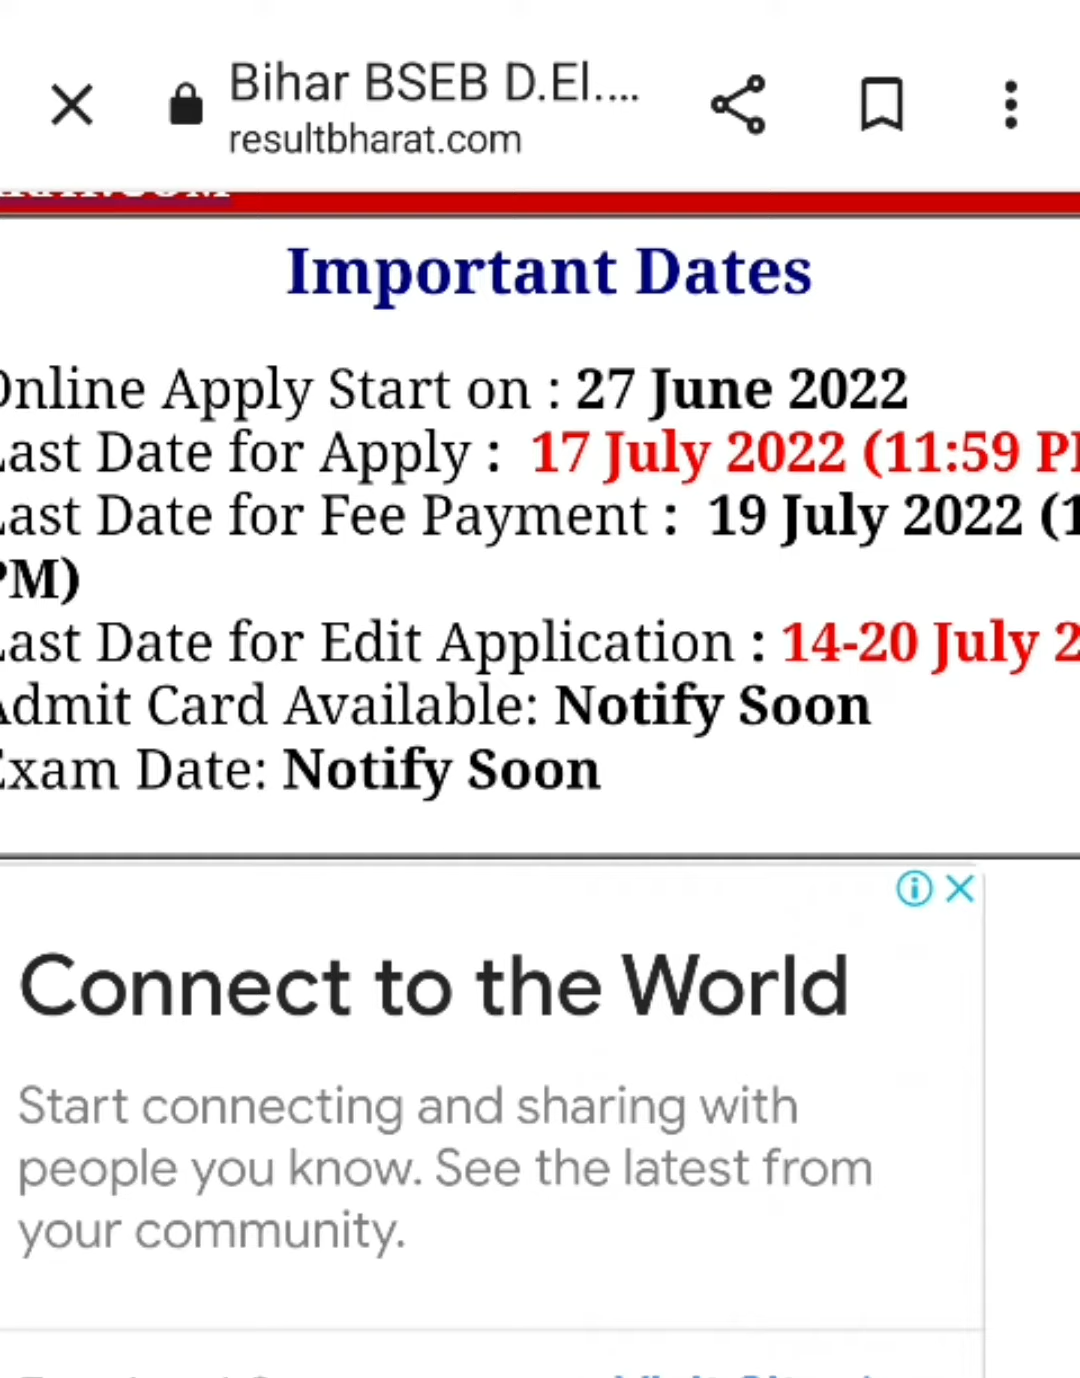 Bihar BSEB D.El....
resultbharat.com
Important Dates
Online Apply Start on : 27 June 2022
Last Date for Apply : 17 July 2022 (11:59
Last Date for Fee Payment : 19 July 2022 (1
PM)
Last Date for Edit Application : 14-20 July 2
Admit Card Available: Notify Soon
Exam Date: Notify Soon
Connect to the World
Start connecting and sharing with
people you know. See the latest from
your community.